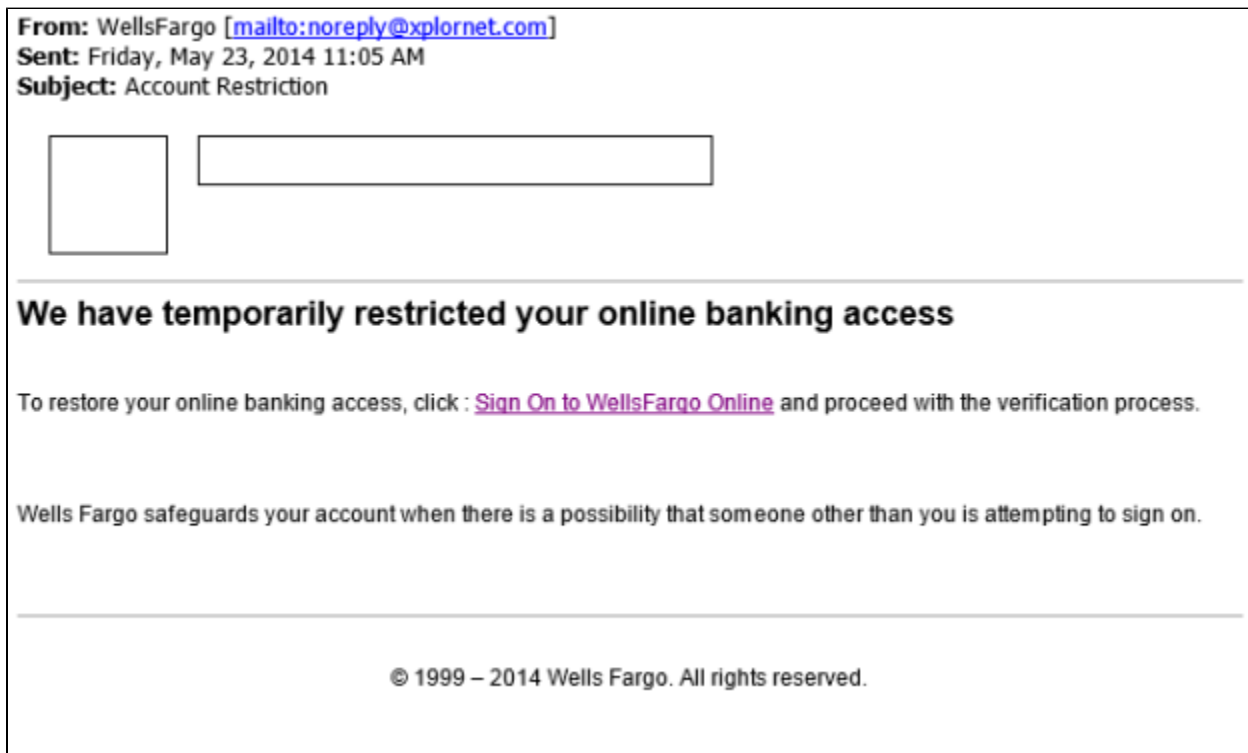 From: WellsFargo [mailto:noreply@xplornet.com]
Sent: Friday, May 23, 2014 11:05 AM
Subject: Account Restriction
We have temporarily restricted your online banking access
To restore your online banking access, click : Sign On to WellsFargo Online and proceed with the verification process.
Wells Fargo safeguards your account when there is a possibility that someone other than you is attempting to sign on.
© 1999 – 2014 Wells Fargo. All rights reserved.